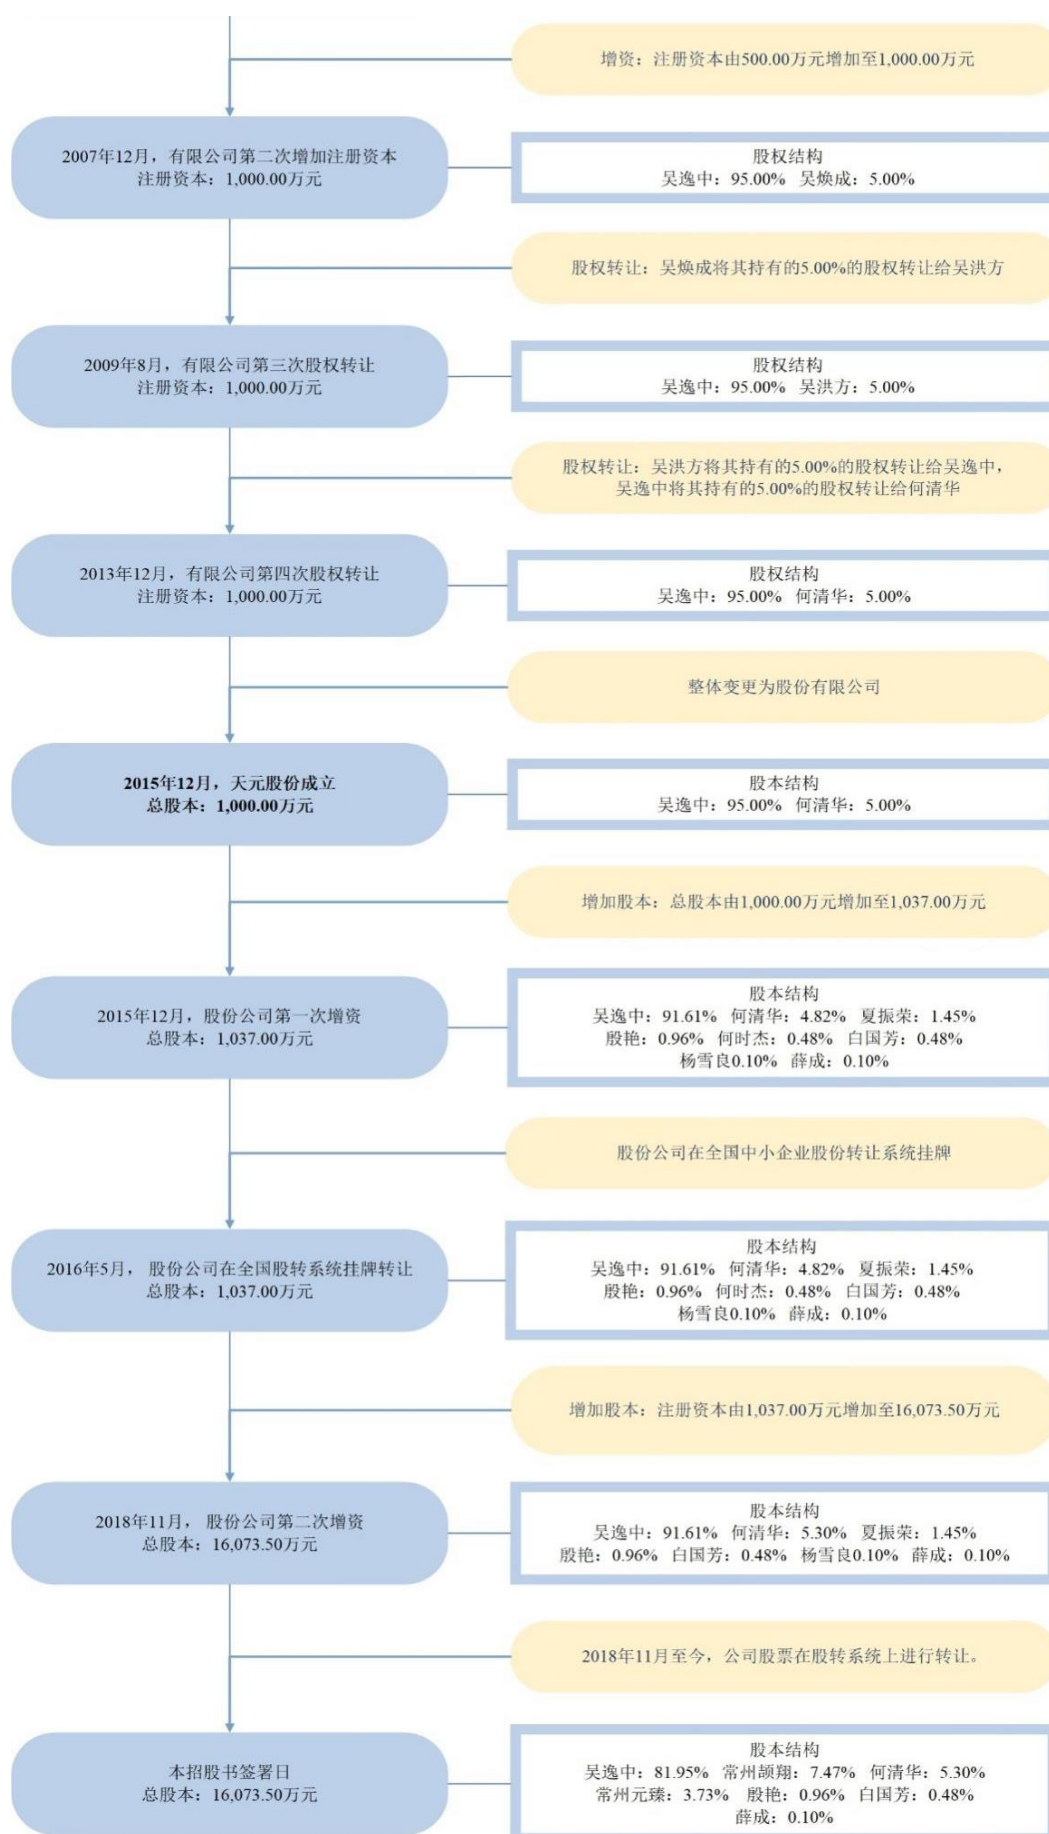 增资：注册资本由500.00万元增加至1,000.00万元
2007年12月，有限公司第二次增加注册资本
注册资本：1,000.00万元
股权结构
吴逸中：95.00% 吴焕成：5.00%
股权转让：吴焕成将其持有的5.00%的股权转让给吴洪方
2009年8月，有限公司第三次股权转让
注册资本：1,000.00万元
股权结构
吴逸中：95.00% 吴洪方：5.00%
股权转让：吴洪方将其持有的5.00%的股权转让给吴逸中，
吴逸中将其持有的5.00%的股权转让给何清华
2013年12月，有限公司第四次股权转让
注册资本：1,000.00万元
股权结构
吴逸中：95.00% 何清华：5.00%
整体变更为股份有限公司
2015年12月，天元股份成立
总股本：1,000.00万元
股本结构
吴逸中：95.00% 何清华：5.00%
增加股本：总股本由1,000.00万元增加至1,037.00万元
2015年12月，股份公司第一次增资
总股本：1,037.00万元
股本结构
吴逸中：91.61% 何清华：4.82% 夏振荣：1.45%
殷艳：0.96% 何时杰：0.48% 白国芳：0.48%
杨雪良0.10% 薛成：0.10%
股份公司在全国中小企业股份转让系统挂牌
2016年5月， 股份公司在全国股转系统挂牌转让
总股本：1,037.00万元
股本结构
吴逸中：91.61% 何清华：4.82% 夏振荣：1.45%
殷艳：0.96% 何时杰：0.48% 白国芳：0.48%
杨雪良0.10% 薛成：0.10%
增加股本：注册资本由1,037.00万元增加至16,073.50万元
2018年11月， 股份公司第二次增资
总股本：16,073.50万元
股本结构
吴逸中：91.61% 何清华：5.30% 夏振荣：1.45%
殷艳：0.96% 白国芳：0.48% 杨雪良0.10% 薛成：0.10%
2018年11月至今，公司股票在股转系统上进行转让。
本招股书签署日
总股本：16,073.50万元
股本结构
吴逸中：81.95% 常州颉翔：7.47% 何清华：5.30%
常州元臻：3.73% 殷艳：0.96% 白国芳：0.48%
薛成：0.10%